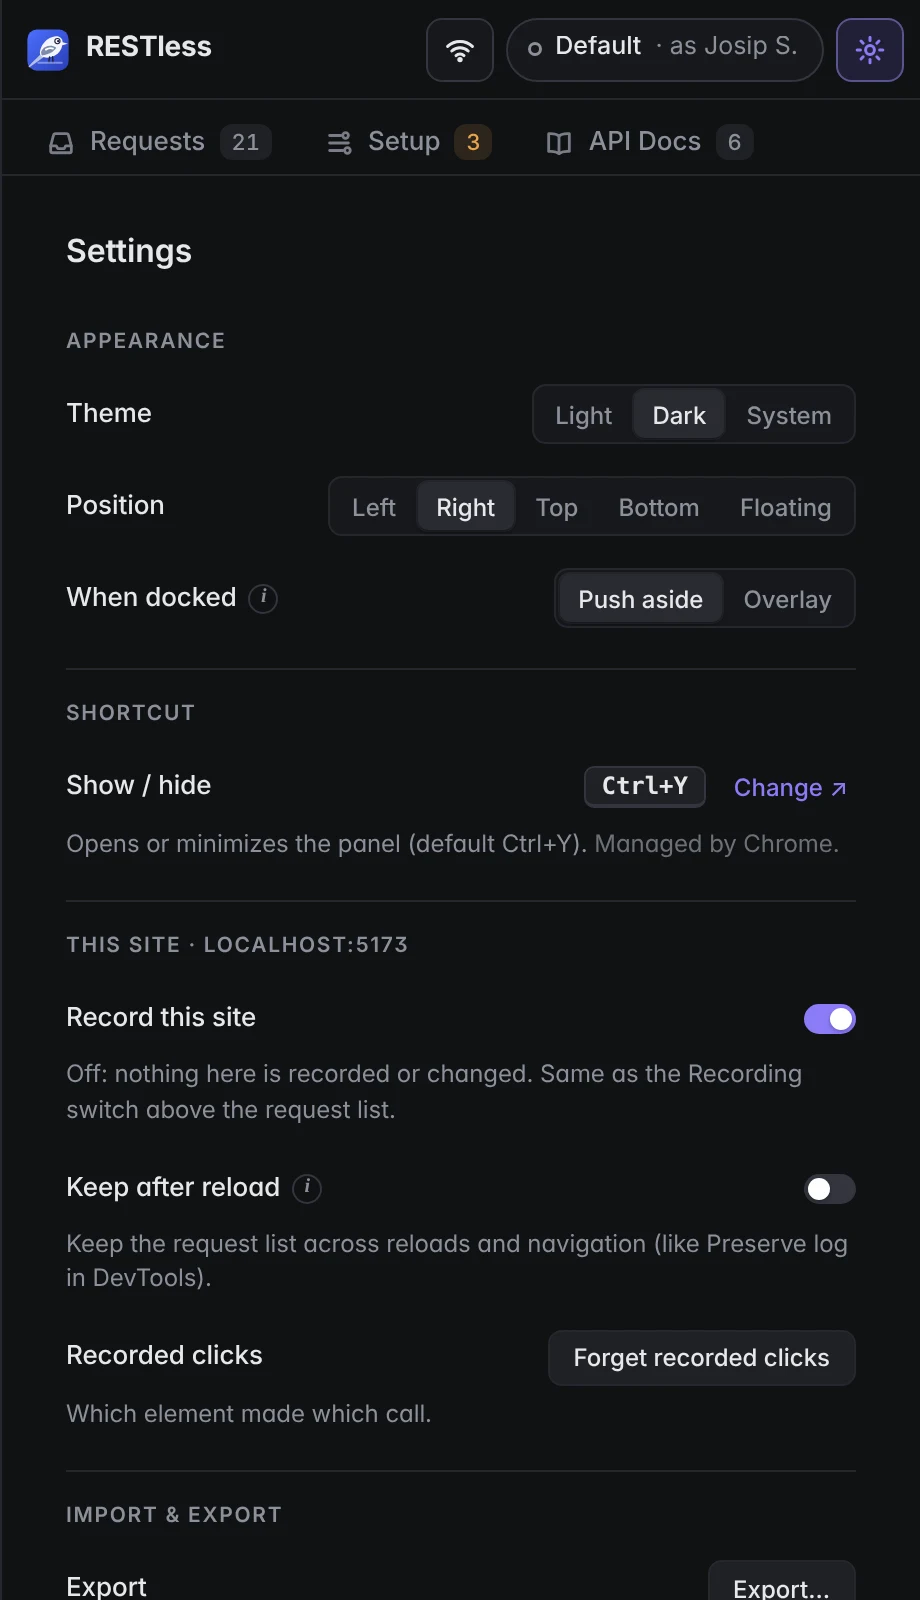 RESTless
Default · as Josip S.
Requests 21
Setup 3
API Docs 6
Settings
APPEARANCE
Theme
Light Dark System
Position
Left Right Top Bottom Floating
When docked i
Push aside Overlay
SHORTCUT
Show / hide
Ctrl+Y Change ↗
Opens or minimizes the panel (default Ctrl+Y). Managed by Chrome.
THIS SITE · LOCALHOST:5173
Record this site
Off: nothing here is recorded or changed. Same as the Recording
switch above the request list.
Keep after reload i
Keep the request list across reloads and navigation (like Preserve log
in DevTools).
Recorded clicks
Forget recorded clicks
Which element made which call.
IMPORT & EXPORT
Export
Export...